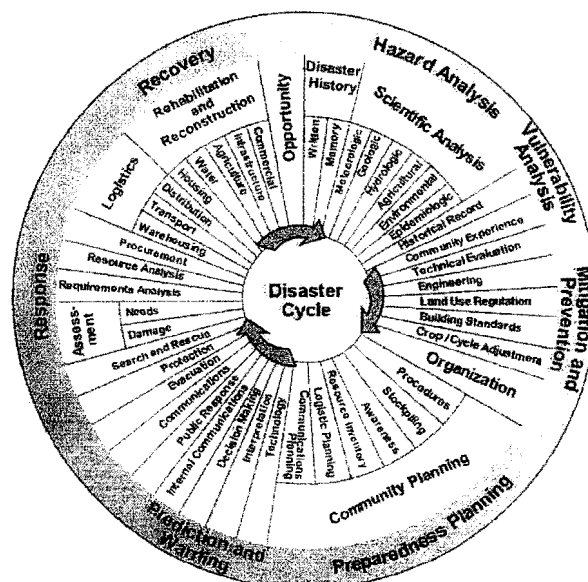 Disaster
Cycle
Hazard Analysis
Disaster
History
Written
Memory
Scientific Analysis
Meteorologic
Geologic
Hydrologic
Agricultural
Environmental
Epidemiologic
Vulnerability
Analysis
Historical Record
Community Experience
Technical Evaluation
Mitigation and
Prevention
Engineering
Land Use Regulation
Building Standards
Crop / Cycle Adjustment
Preparedness Planning
Organization
Community Planning
Procedures
Stockpiling
Awareness
Resource Inventory
Logistic Planning
Communications
Planning
Prediction and
Warning
Technology
Interpretation
Decision Making
Internal Communications
Public Response
Communications
Evacuation
Protection
Response
Search and Rescue
Assess-
ment
Damage
Needs
Requirements Analysis
Resource Analysis
Procurement
Logistics
Warehousing
Transport
Distribution
Recovery
Rehabilitation
and
Reconstruction
Housing
Water
Agriculture
Infrastructure
Commercial
Opportunity